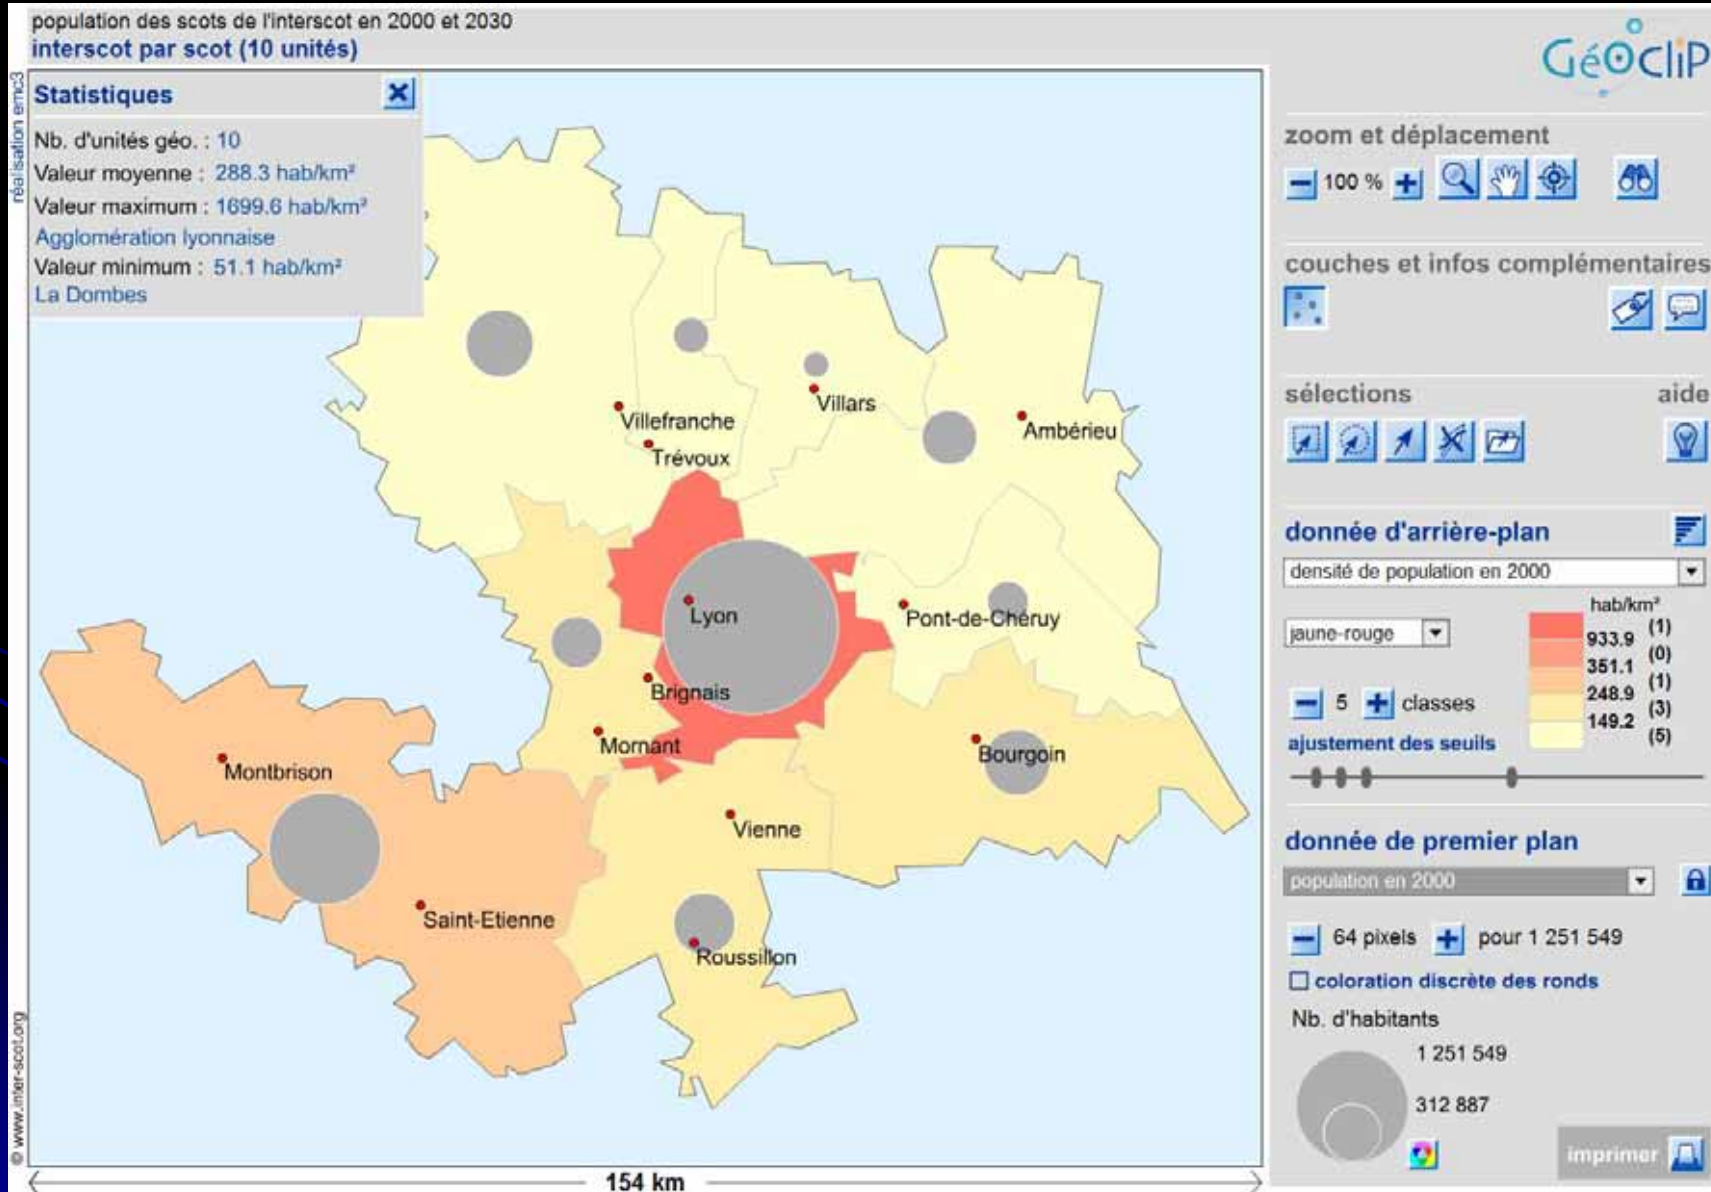 population des scots de l'interscot en 2000 et 2030
interscot par scot (10 unités)
réalisation emc3
Statistiques
Nb. d'unités géo. : 10
Valeur moyenne : 288.3 hab/km²
Valeur maximum : 1699.6 hab/km²
Agglomération lyonnaise
Valeur minimum : 51.1 hab/km²
La Dombes
Villefranche
Trévoux
Villars
Ambérieu
Lyon
Pont-de-Chéruy
Brignais
Mornant
Bourgoin
Montbrison
Vienne
Saint-Etienne
Roussillon
© www.inter-scot.org
154 km
GéOcliP
zoom et déplacement
100 %
couches et infos complémentaires
sélections aide
donnée d'arrière-plan
densité de population en 2000
jaune-rouge
hab/km²
(1)
933.9
(0)
351.1
(1)
248.9
(3)
149.2
(5)
5 classes
ajustement des seuils
donnée de premier plan
population en 2000
64 pixels pour 1 251 549
coloration discrète des ronds
Nb. d'habitants
1 251 549
312 887
imprimer